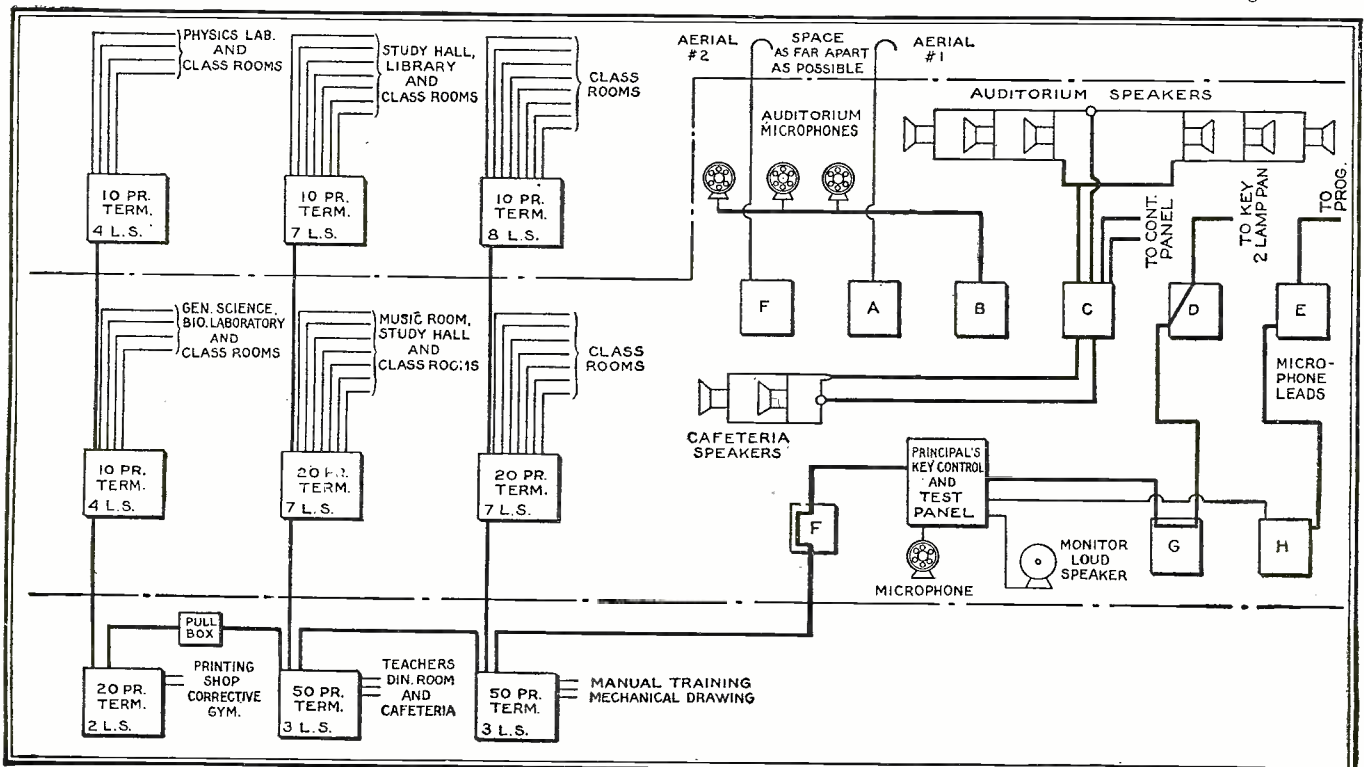 PHYSICS LAB.
AND
CLASS ROOMS
STUDY HALL,
LIBRARY
AND
CLASS ROOMS
CLASS
ROOMS
10 PR.
TERM.
4 L.S.
10 PR.
TERM.
7 L.S.
10 PR.
TERM.
8 L.S.
AERIAL
#2
SPACE
AS FAR APART
AS POSSIBLE
AERIAL
#1
AUDITORIUM SPEAKERS
AUDITORIUM
MICROPHONES
TO CONT.
PANEL
TO KEY
2 LAMP PAN
TO
PROG.
F
A
B
C
D
E
GEN. SCIENCE,
BIO. LABORATORY
AND
CLASS ROOMS
MUSIC ROOM,
STUDY HALL
AND
CLASS ROOMS
CLASS
ROOMS
10 PR.
TERM.
4 L.S.
20 PR.
TERM.
7 L.S.
20 PR.
TERM.
7 L.S.
MICRO-
PHONE
LEADS
CAFETERIA
SPEAKERS
PRINCIPAL'S
KEY CONTROL
AND
TEST
PANEL
F
G
H
MICROPHONE
MONITOR
LOUD
SPEAKER
PULL
BOX
20 PR.
TERM.
2 L.S.
PRINTING
SHOP
CORRECTIVE
GYM.
50 PR.
TERM.
3 L.S.
TEACHERS
DIN. ROOM
AND
CAFETERIA
50 PR.
TERM.
3 L.S.
MANUAL TRAINING
MECHANICAL DRAWING